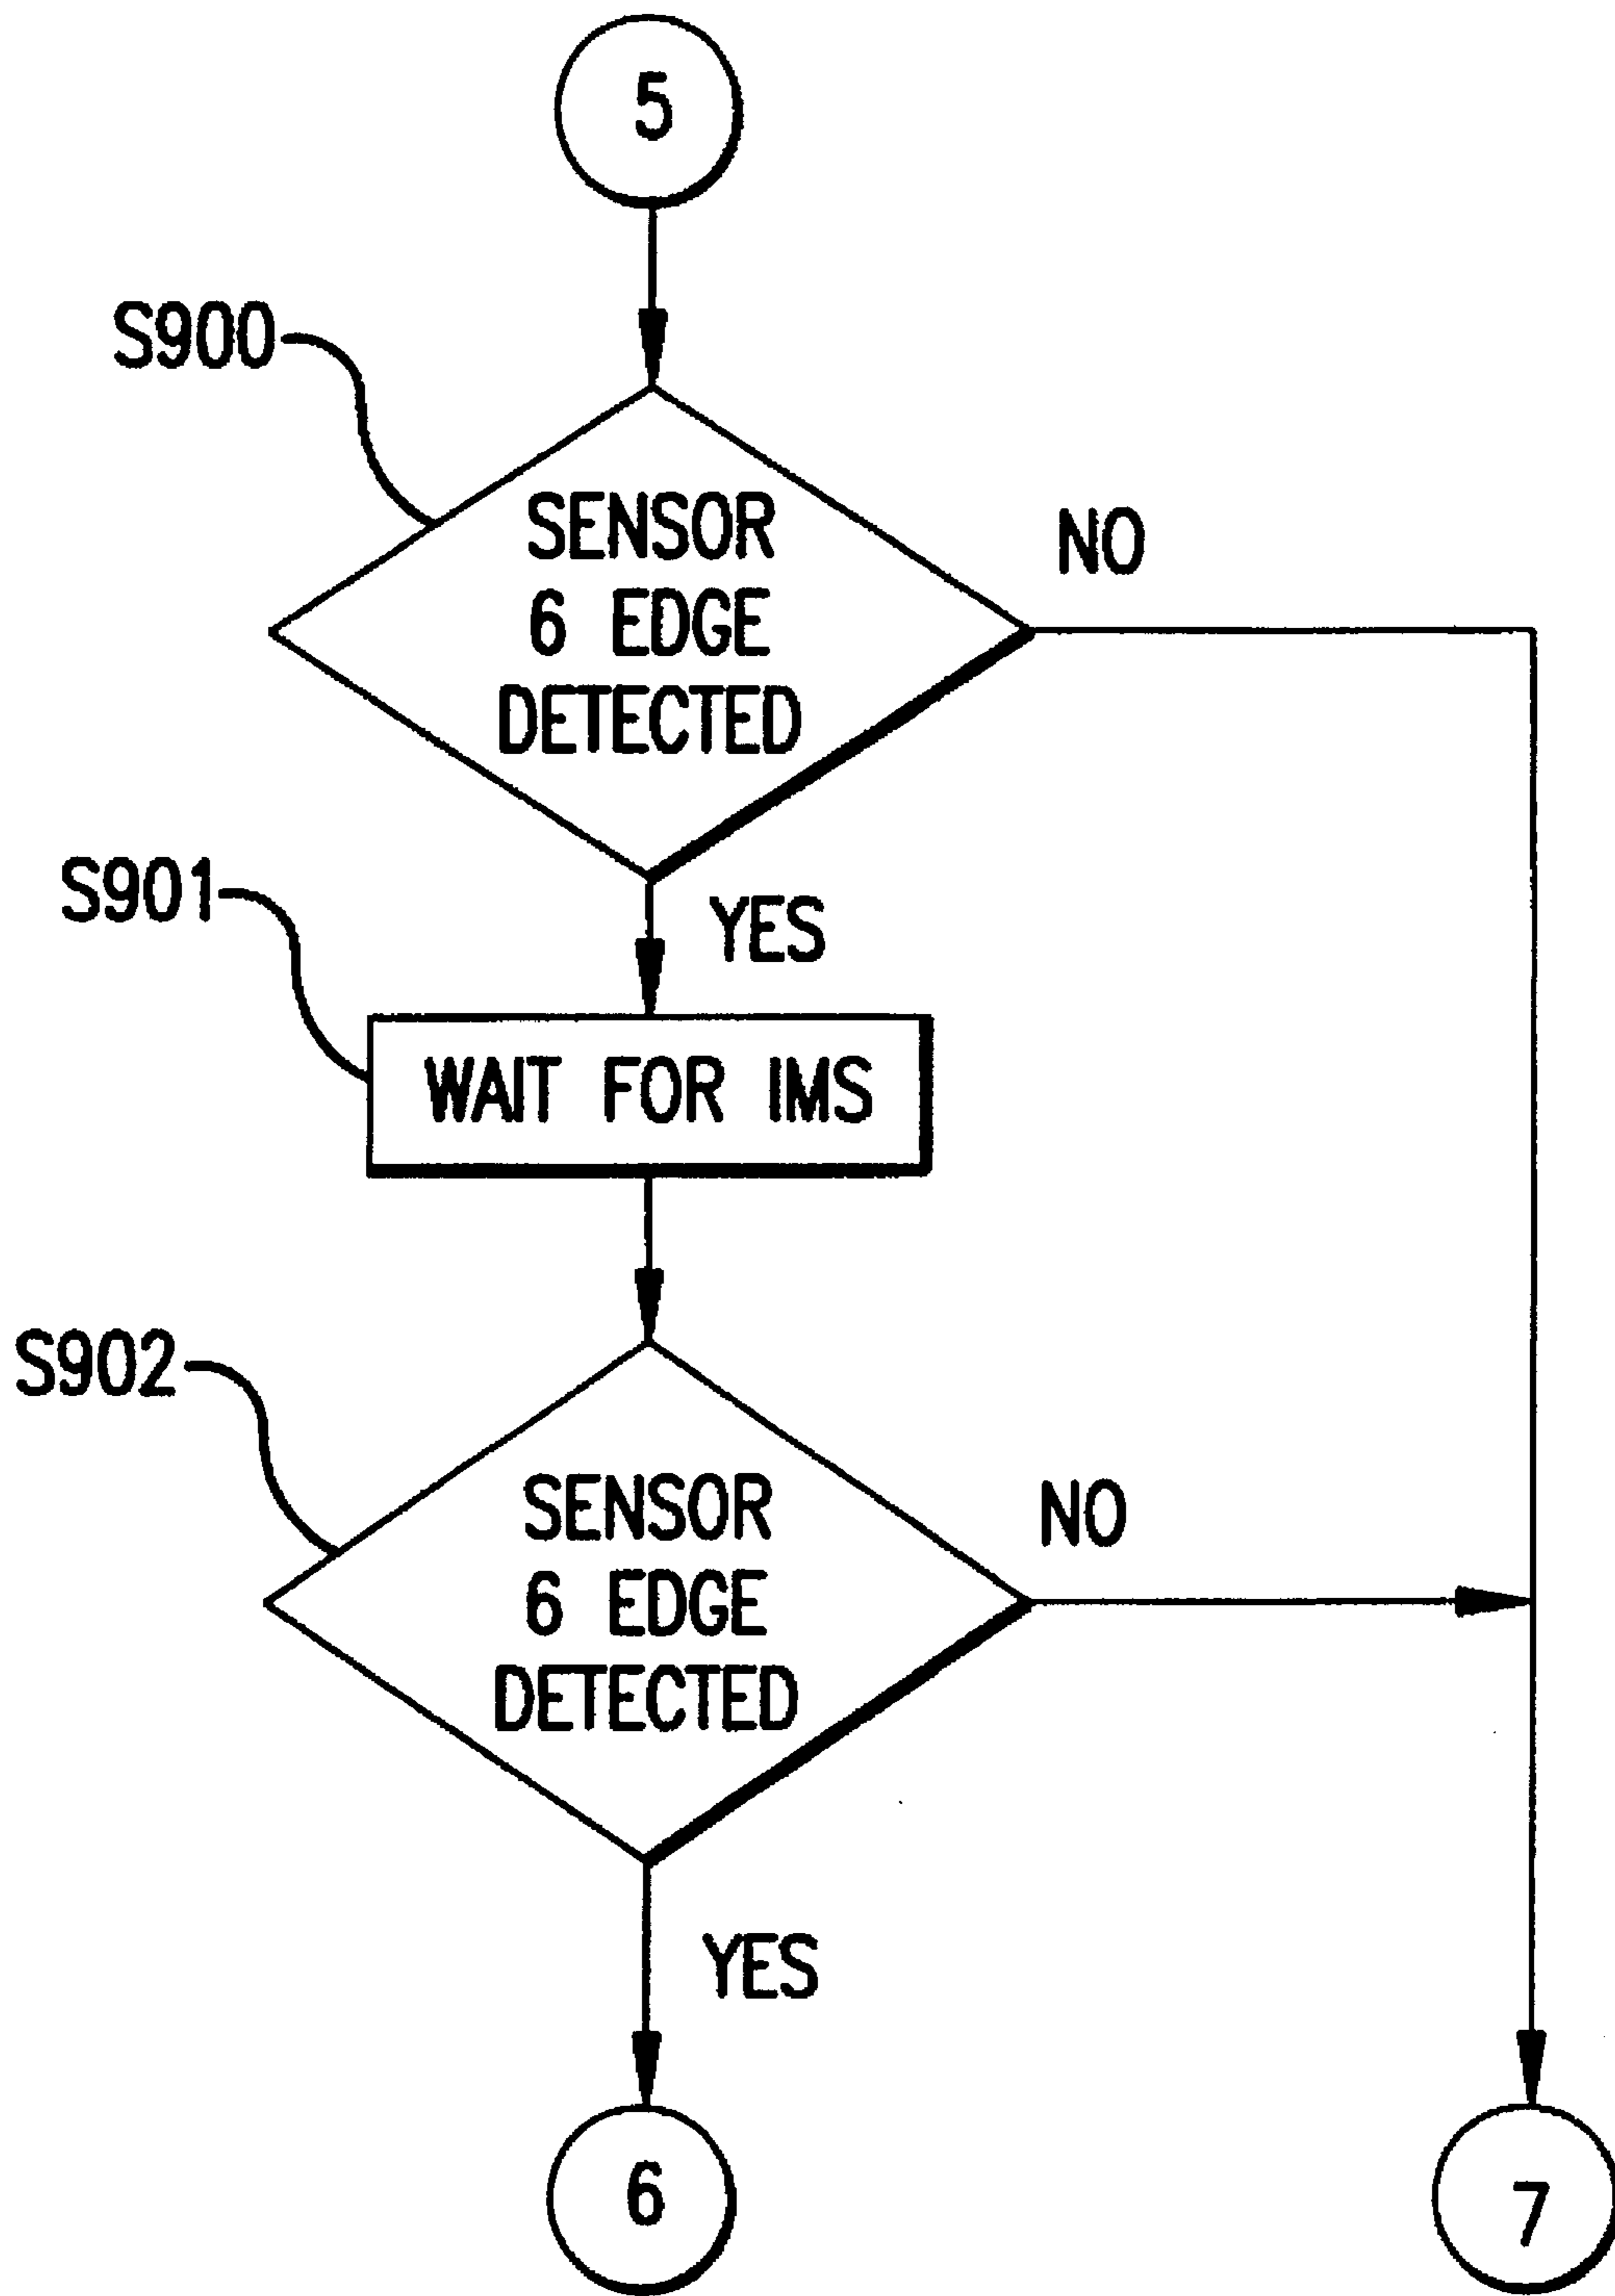 5
S900
SENSOR
6 EDGE
DETECTED
NO
S901
YES
WAIT FOR IMS
S902
SENSOR
6 EDGE
DETECTED
NO
YES
6
7